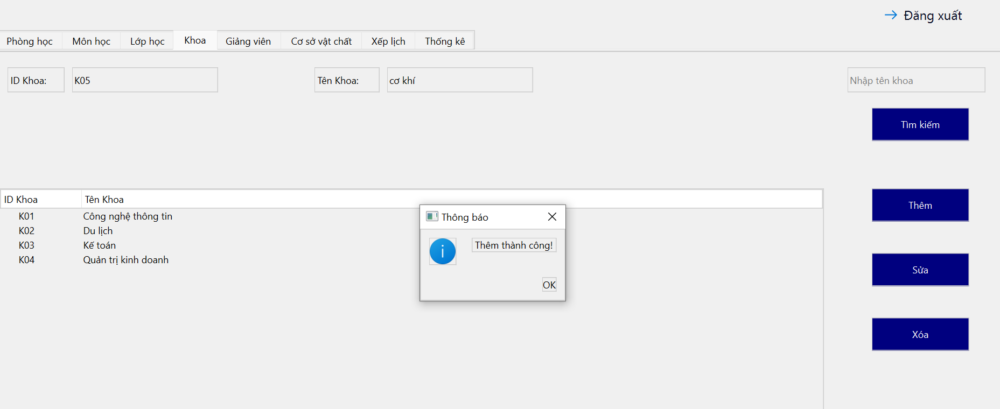 Đăng xuất
Phòng học Môn học Lớp học Khoa Giảng viên Cơ sở vật chất Xếp lịch Thống kê
ID Khoa: K05 Tên Khoa: cơ khí Nhập tên khoa
Tìm kiếm
ID Khoa Tên Khoa
K01 Công nghệ thông tin
K02 Du lịch
K03 Kế toán
K04 Quản trị kinh doanh
Thông báo
Thêm thành công!
OK
Thêm
Sửa
Xóa